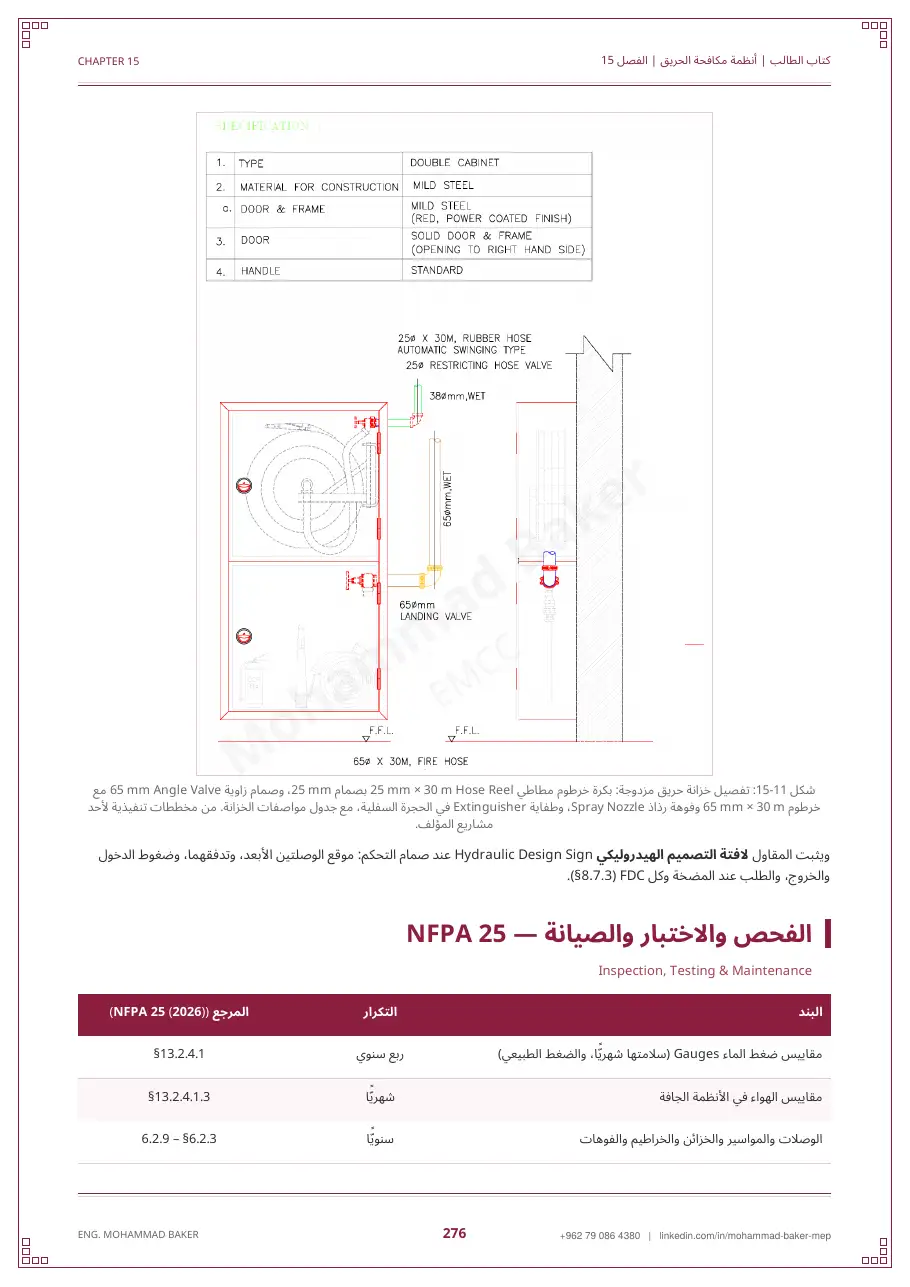 CHAPTER 15
كتاب الطالب | أنظمة مكافحة الحريق | الفصل 15
SPECIFICATION
1. TYPE DOUBLE CABINET
2. MATERIAL FOR CONSTRUCTION MILD STEEL
a. DOOR & FRAME MILD STEEL
(RED, POWER COATED FINISH)
3. DOOR SOLID DOOR & FRAME
(OPENING TO RIGHT HAND SIDE)
4. HANDLE STANDARD
25ø X 30M, RUBBER HOSE
AUTOMATIC SWINGING TYPE
25ø RESTRICTING HOSE VALVE
38ømm,WET
65ømm,WET
65ømm
LANDING VALVE
F.F.L.
F.F.L.
65ø X 30M, FIRE HOSE
Mohammad Baker
EMCC
شكل 11-15: تفصيل خزانة حريق مزدوجة: بكرة خرطوم مطاطي 25 mm × 30 m Hose Reel بصمام 25 mm، وصمام زاوية 65 mm Angle Valve مع
خرطوم 65 mm × 30 m وفوهة رذاذ Spray Nozzle، وطفاية Extinguisher في الحجرة السفلية، مع جدول مواصفات الخزانة. من مخططات تنفيذية لأحد
مشاريع المؤلف.
ويثبت المقاول لافتة التصميم الهيدروليكي Hydraulic Design Sign عند صمام التحكم: موقع الوصلتين الأبعد، وتدفقهما، وضغوط الدخول
والخروج، والطلب عند المضخة وكل FDC (§8.7.3).
الفحص والاختبار والصيانة — NFPA 25
Inspection, Testing & Maintenance
البند التكرار المرجع (NFPA 25 (2026))
مقاييس ضغط الماء Gauges (سلامتها شهريًّا، والضغط الطبيعي) ربع سنوي §13.2.4.1
مقاييس الهواء في الأنظمة الجافة شهريًّا §13.2.4.1.3
الوصلات والمواسير والخزائن والخراطيم والفوهات سنويًّا §6.2.3 – 6.2.9
ENG. MOHAMMAD BAKER
276
+962 79 086 4380 | linkedin.com/in/mohammad-baker-mep